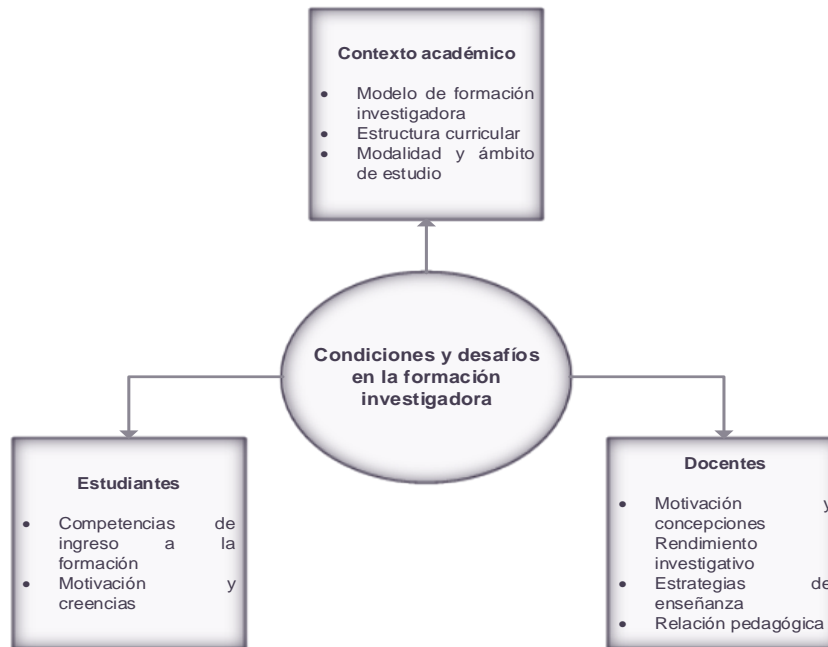 Contexto académico
• Modelo de formación
investigadora
• Estructura curricular
• Modalidad y ámbito
de estudio
Condiciones y desafíos
en la formación
investigadora
Estudiantes
• Competencias de
ingreso a la
formación
• Motivación y
creencias
Docentes
• Motivación y
concepciones
Rendimiento
investigativo
• Estrategias de
enseñanza
• Relación pedagógica